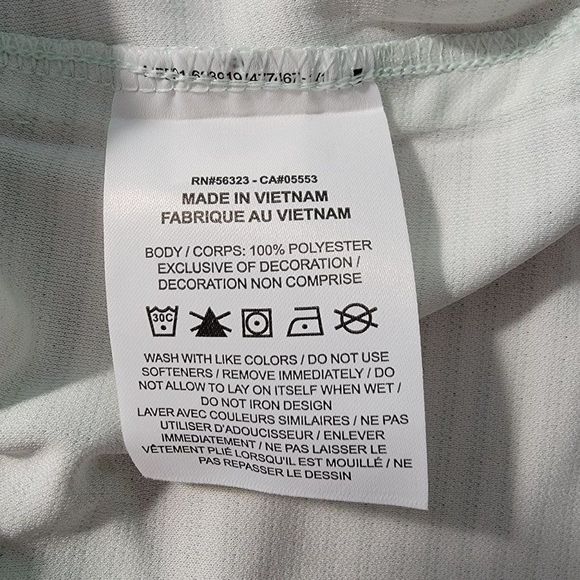 RN#56323 - CA#05553
MADE IN VIETNAM
FABRIQUE AU VIETNAM
BODY / CORPS: 100% POLYESTER
EXCLUSIVE OF DECORATION /
DECORATION NON COMPRISE
30C
WASH WITH LIKE COLORS / DO NOT USE
SOFTENERS / REMOVE IMMEDIATELY / DO
NOT ALLOW TO LAY ON ITSELF WHEN WET /
DO NOT IRON DESIGN
LAVER AVEC COULEURS SIMILAIRES / NE PAS
UTILISER D'ADOUCISSEUR / ENLEVER
IMMÉDIATEMENT / NE PAS LAISSER LE
VÊTEMENT PLIÉ LORSQU'IL EST MOUILLÉ / NE
PAS REPASSER LE DESSIN